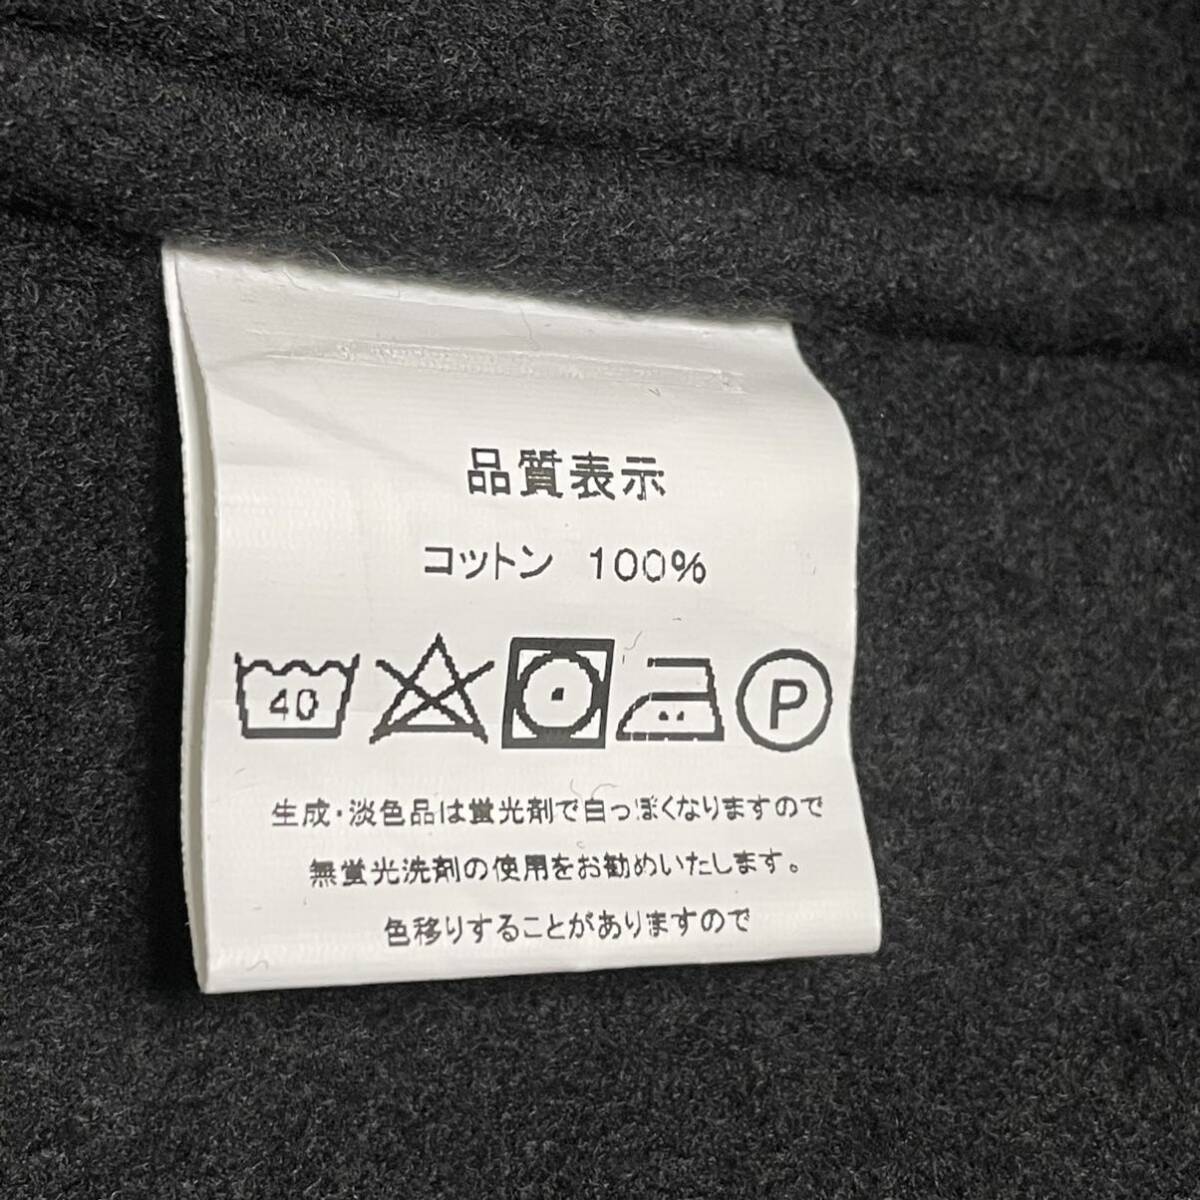 品質表示
コットン 100%
40 P
生成・淡色品は蛍光剤で白っぽくなりますので
無蛍光洗剤の使用をお勧めいたします。
色移りすることがありますので